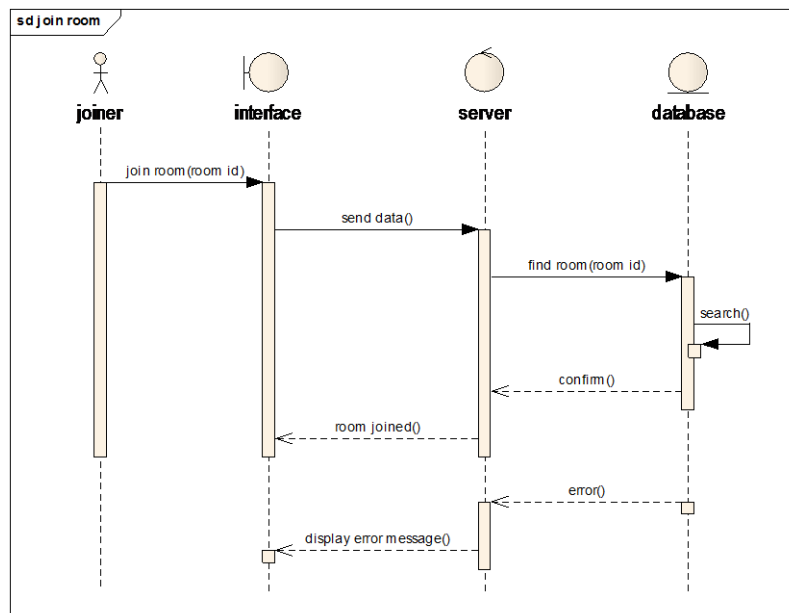 sd join room
joiner
interface
server
database
join room(room id)
send data()
find room(room id)
search()
confirm()
room joined()
error()
display error message()